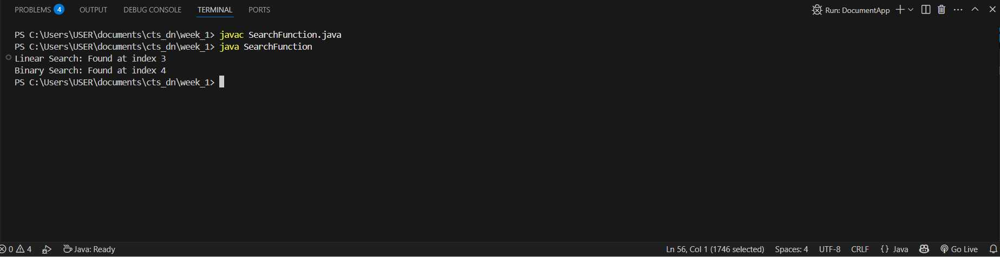 PROBLEMS 4 OUTPUT DEBUG CONSOLE TERMINAL PORTS Run: DocumentApp
PS C:\Users\USER\documents\cts_dn\week_1> javac SearchFunction.java
PS C:\Users\USER\documents\cts_dn\week_1> java SearchFunction
Linear Search: Found at index 3
Binary Search: Found at index 4
PS C:\Users\USER\documents\cts_dn\week_1>
0 4 Java: Ready Ln 56, Col 1 (1746 selected) Spaces: 4 UTF-8 CRLF {} Java Go Live